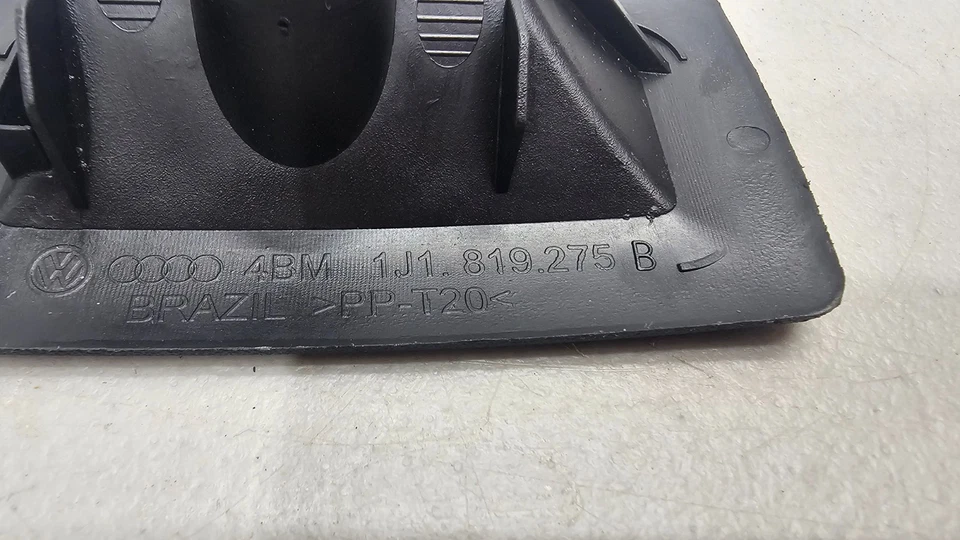 4BM 1J1.819.275 B
BRAZIL >PP-T20<